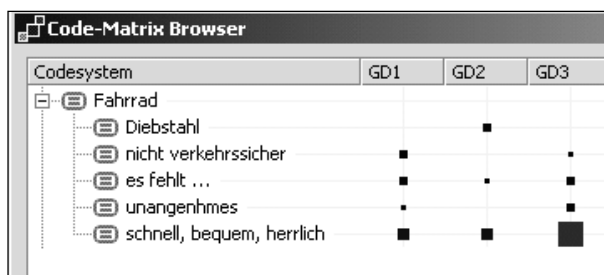 Code-Matrix Browser
Codesystem GD1 GD2 GD3
Fahrrad
Diebstahl
nicht verkehrssicher
es fehlt ...
unangenhmes
schnell, bequem, herrlich